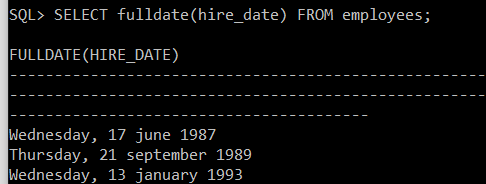 SQL> SELECT fulldate(hire_date) FROM employees;
FULLDATE(HIRE_DATE)
----------------------------------------------------
----------------------------------------------------
---------------------------------------
Wednesday, 17 june 1987
Thursday, 21 september 1989
Wednesday, 13 january 1993